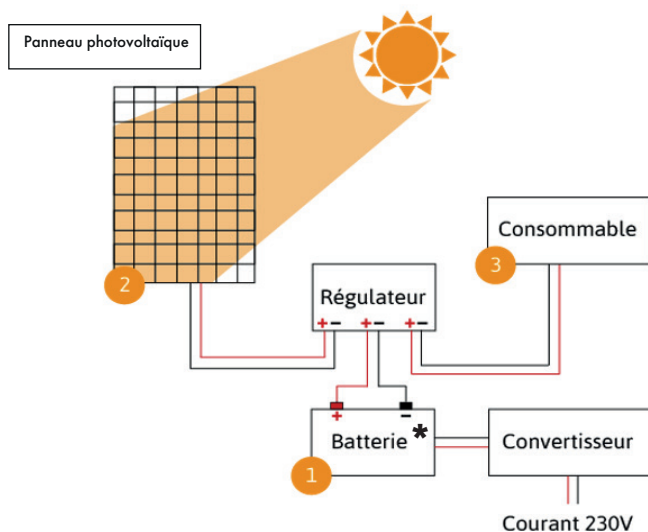 Panneau photovoltaïque
2
Consommable
3
Régulateur
+ − + − + −
+ −
Batterie *
1
Convertisseur
Courant 230V